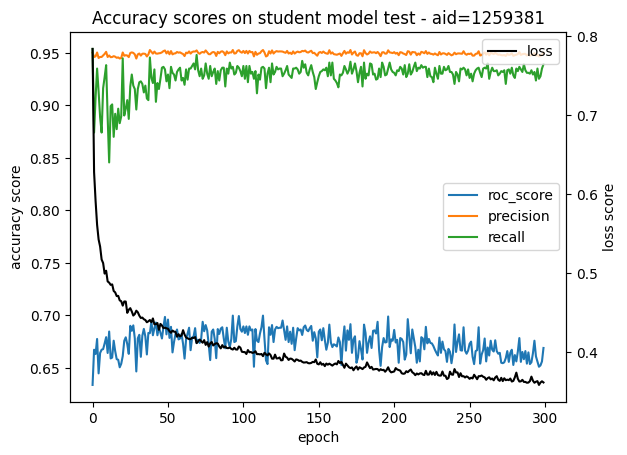 Accuracy scores on student model test - aid=1259381
accuracy score
0.95
0.90
0.85
0.80
0.75
0.70
0.65
0.8
0.7
0.6
0.5
0.4
loss score
loss
roc_score
precision
recall
0
50
100
150
200
250
300
epoch